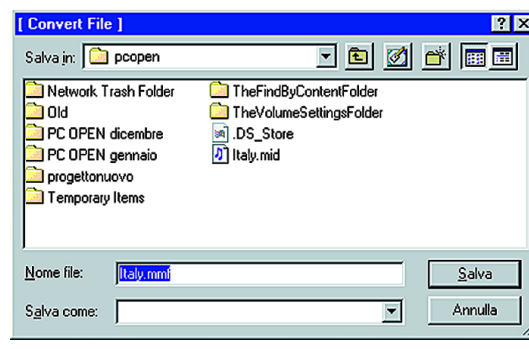 [ Convert File ]
Salva in: pcopen
Network Trash Folder
Old
PC OPEN dicembre
PC OPEN gennaio
progettonuovo
Temporary Items
TheFindByContentFolder
TheVolumeSettingsFolder
.DS_Store
Italy.mid
Nome file: Italy.mmf Salva
Salva come: Annulla